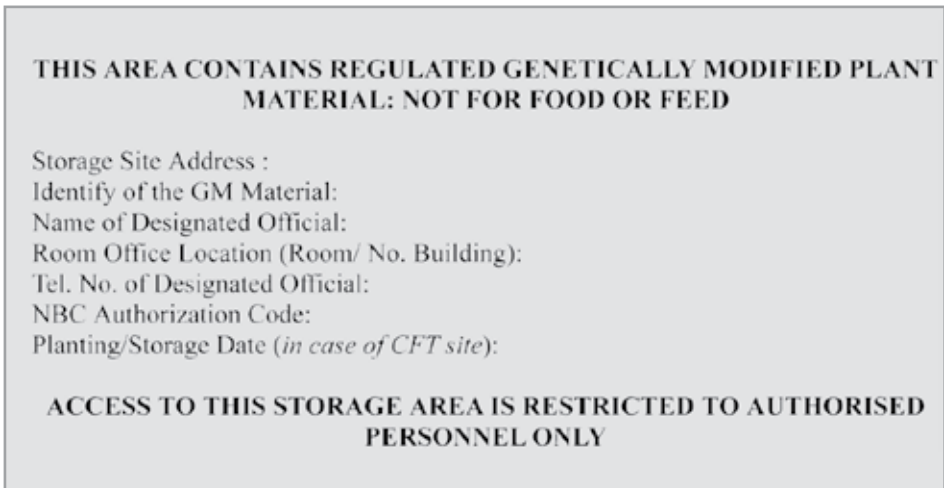 THIS AREA CONTAINS REGULATED GENETICALLY MODIFIED PLANT
MATERIAL: NOT FOR FOOD OR FEED
Storage Site Address :
Identify of the GM Material:
Name of Designated Official:
Room Office Location (Room/ No. Building):
Tel. No. of Designated Official:
NBC Authorization Code:
Planting/Storage Date (in case of CFT site):
ACCESS TO THIS STORAGE AREA IS RESTRICTED TO AUTHORISED
PERSONNEL ONLY